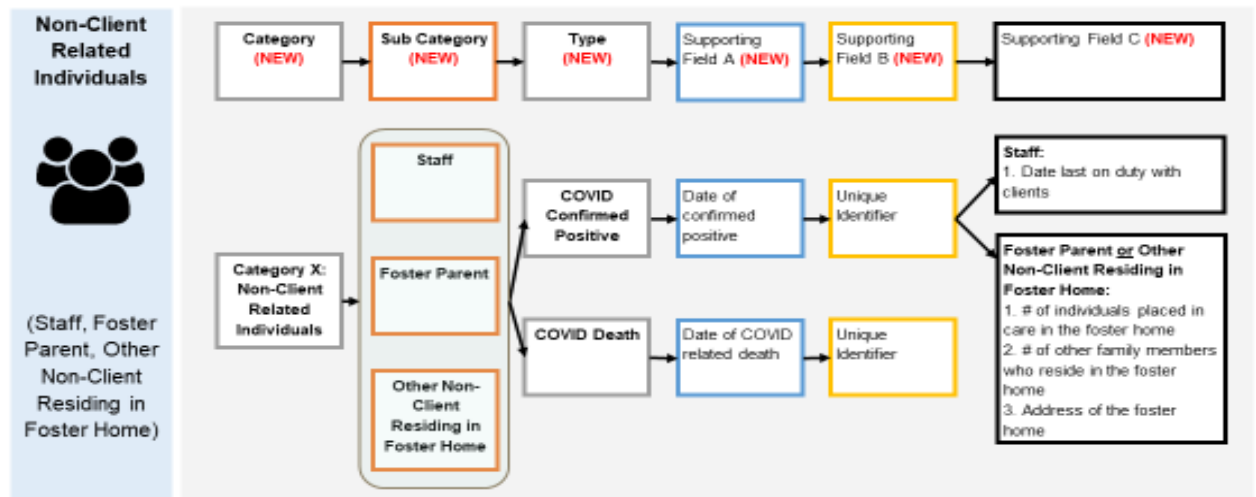 Non-Client
Related
Individuals
(Staff, Foster
Parent, Other
Non-Client
Residing in
Foster Home)
Category
(NEW)
Sub Category
(NEW)
Type
(NEW)
Supporting
Field A (NEW)
Supporting
Field B (NEW)
Supporting Field C (NEW)
Category X:
Non-Client
Related
Individuals
Staff
Foster Parent
Other Non-
Client
Residing in
Foster Home
COVID
Confirmed
Positive
Date of
confirmed
positive
Unique
Identifier
Staff:
1. Date last on duty with
clients
Foster Parent or Other
Non-Client Residing in
Foster Home:
1. # of individuals placed in
care in the foster home
2. # of other family members
who reside in the foster
home
3. Address of the foster
home
COVID Death
Date of COVID
related death
Unique
Identifier